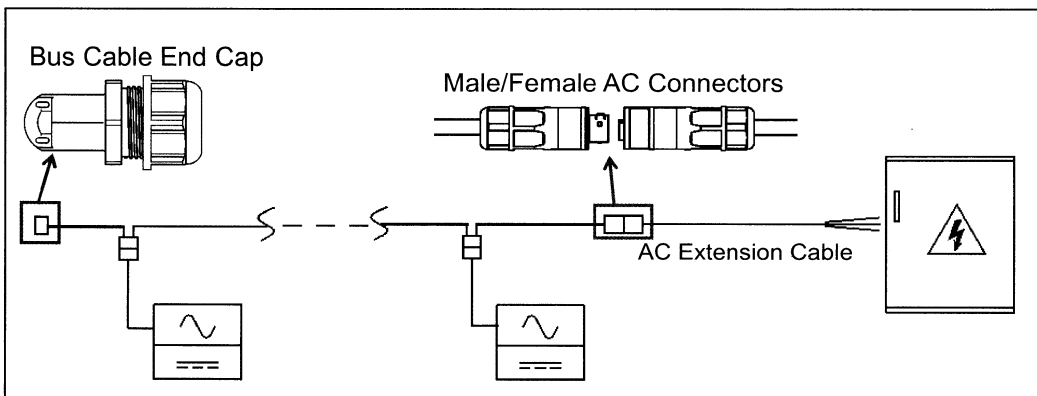 Bus Cable End Cap
Male/Female AC Connectors
AC Extension Cable